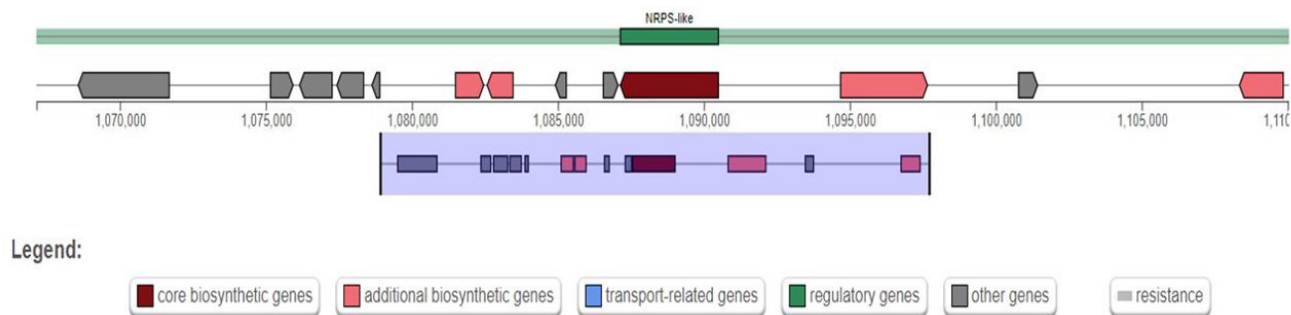 NRPS-like
1,070,000 1,075,000 1,080,000 1,085,000 1,090,000 1,095,000 1,100,000 1,105,000 1,110
Legend:
core biosynthetic genes additional biosynthetic genes transport-related genes regulatory genes other genes resistance